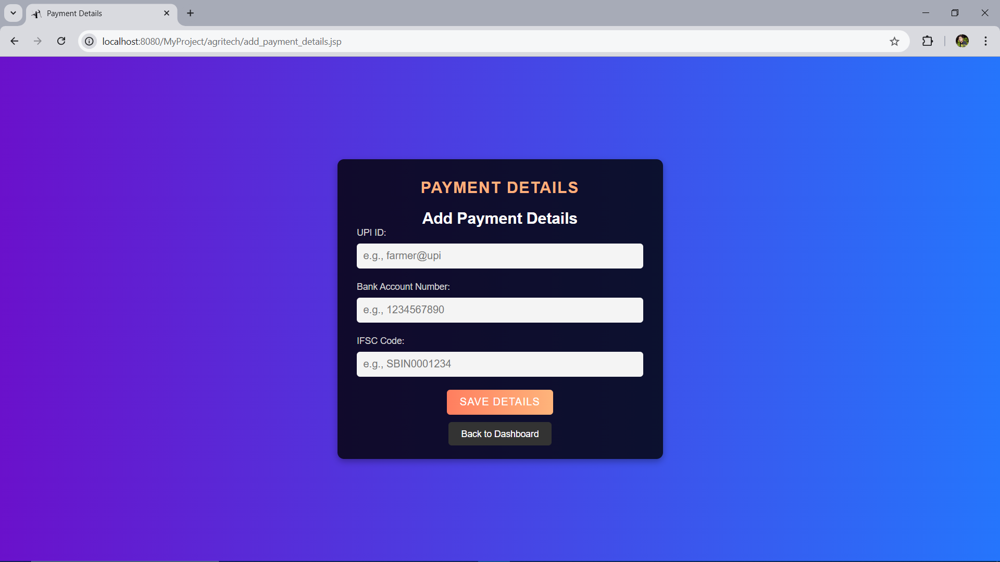 Payment Details
localhost:8080/MyProject/agritech/add_payment_details.jsp
PAYMENT DETAILS
Add Payment Details
UPI ID:
e.g., farmer@upi
Bank Account Number:
e.g., 1234567890
IFSC Code:
e.g., SBIN0001234
SAVE DETAILS
Back to Dashboard